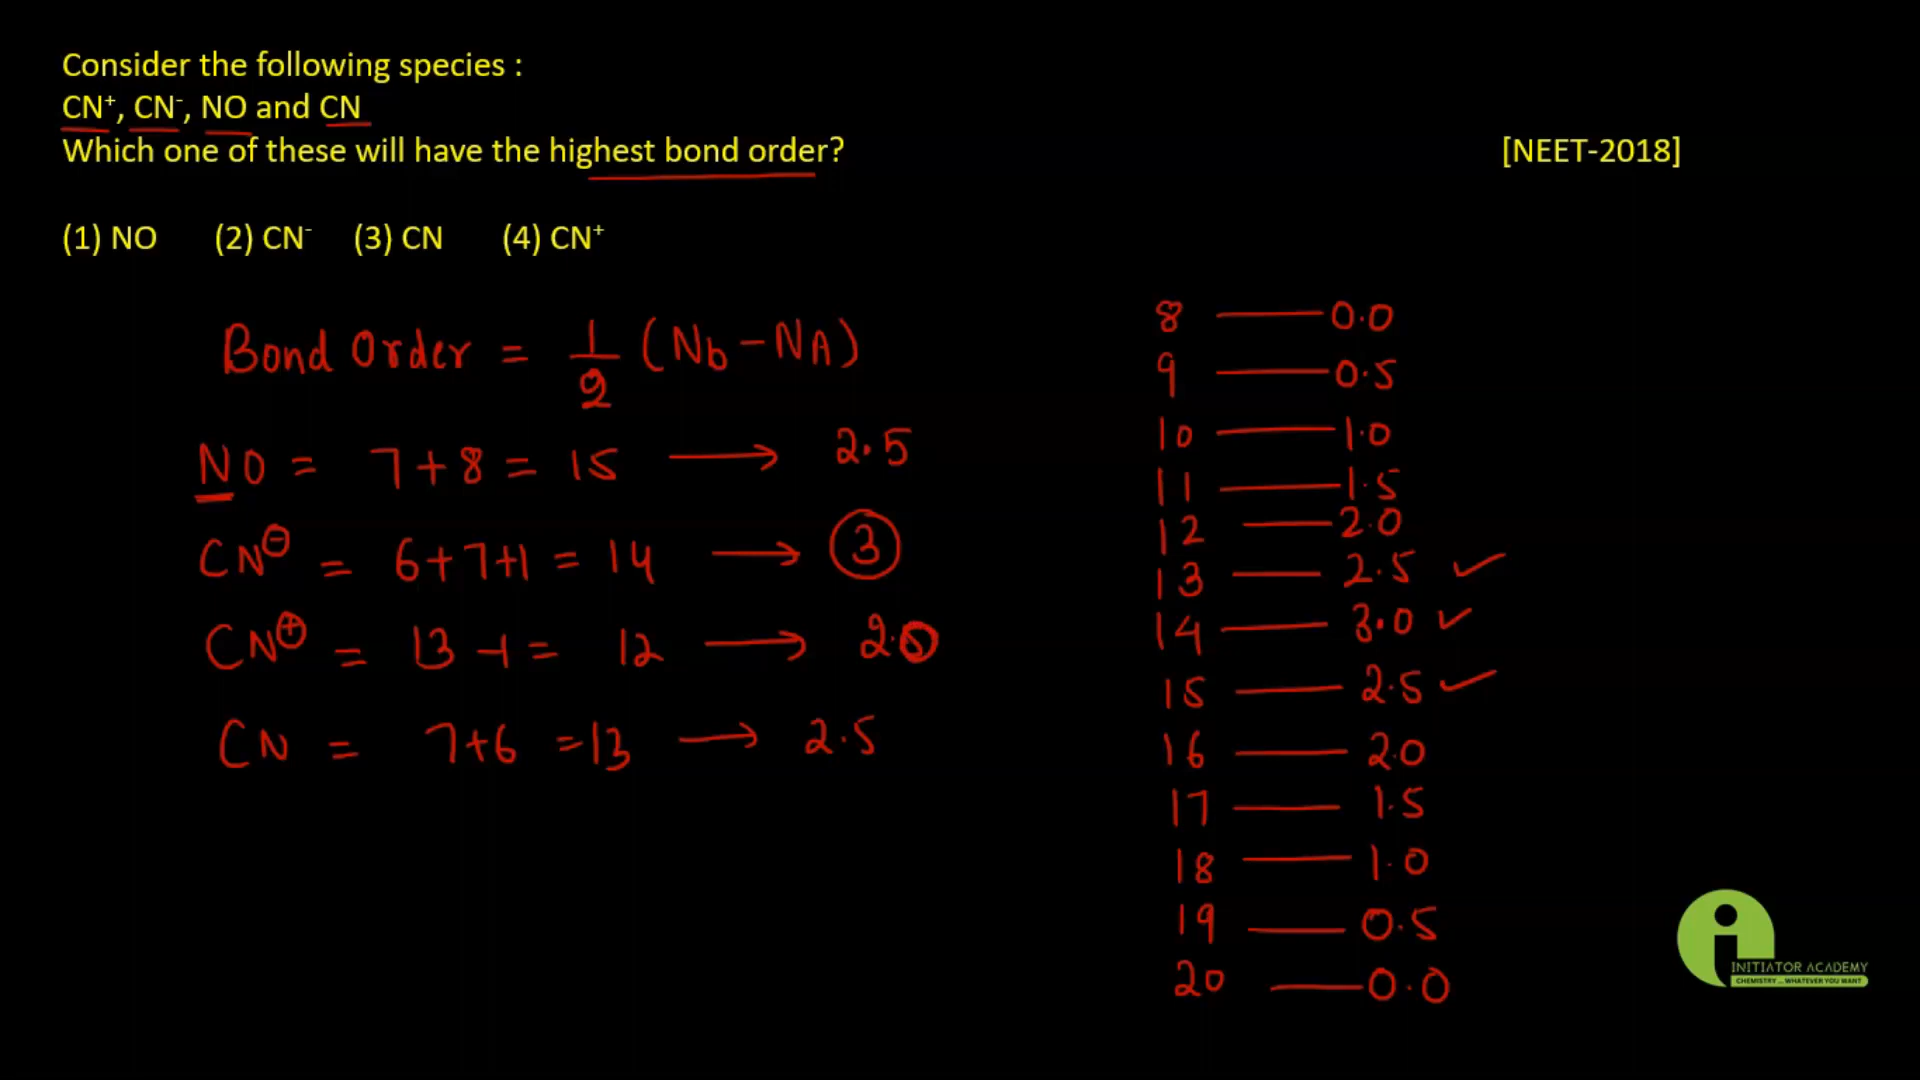 Consider the following species :
CN⁺, CN⁻, NO and CN
Which one of these will have the highest bond order?
[NEET-2018]
(1) NO (2) CN⁻ (3) CN (4) CN⁺
Bond Order = 1/2 (Nb - NA)
NO = 7+8 = 15 → 2.5
CN⊖ = 6+7+1 = 14 → 3
CN⊕ = 13 -1 = 12 → 2.0
CN = 7+6 =13 → 2.5
8 — 0.0
9 — 0.5
10 — 1.0
11 — 1.5
12 — 2.0
13 — 2.5 ✓
14 — 3.0 ✓
15 — 2.5 ✓
16 — 2.0
17 — 1.5
18 — 1.0
19 — 0.5
20 — 0.0
INITIATOR ACADEMY
CHEMISTRY ... WHATEVER YOU WANT